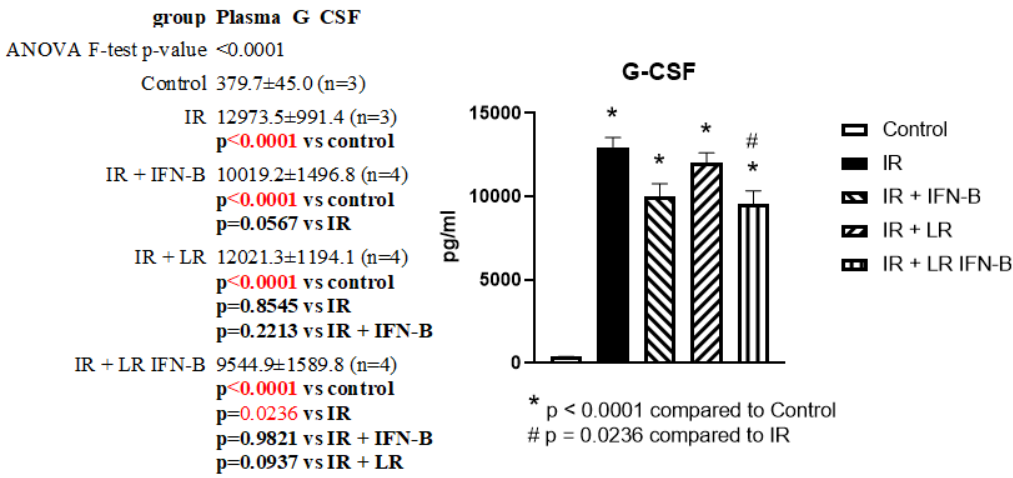 group Plasma G CSF
ANOVA F-test p-value <0.0001
Control 379.7±45.0 (n=3)
IR 12973.5±991.4 (n=3)
p<0.0001 vs control
IR + IFN-B 10019.2±1496.8 (n=4)
p<0.0001 vs control
p=0.0567 vs IR
IR + LR 12021.3±1194.1 (n=4)
p<0.0001 vs control
p=0.8545 vs IR
p=0.2213 vs IR + IFN-B
IR + LR IFN-B 9544.9±1589.8 (n=4)
p<0.0001 vs control
p=0.0236 vs IR
p=0.9821 vs IR + IFN-B
p=0.0937 vs IR + LR
G-CSF
pg/ml
15000
10000
5000
0
*
*
*
#
*
Control
IR
IR + IFN-B
IR + LR
IR + LR IFN-B
* p < 0.0001 compared to Control
# p = 0.0236 compared to IR